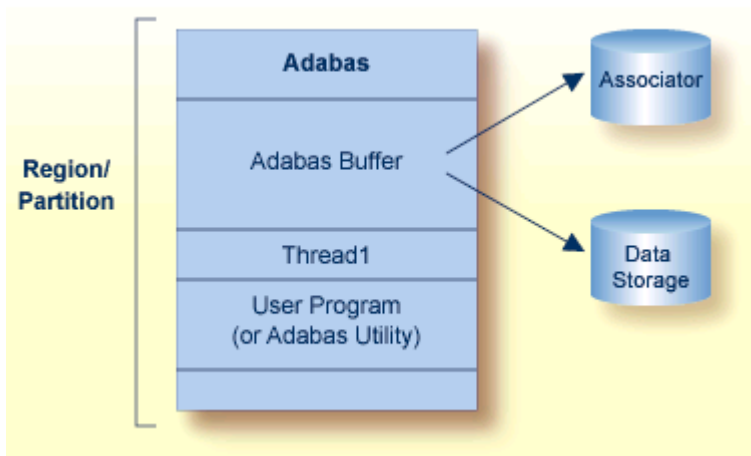 Adabas
Associator
Adabas Buffer
Region/
Partition
Thread1
Data
Storage
User Program
(or Adabas Utility)